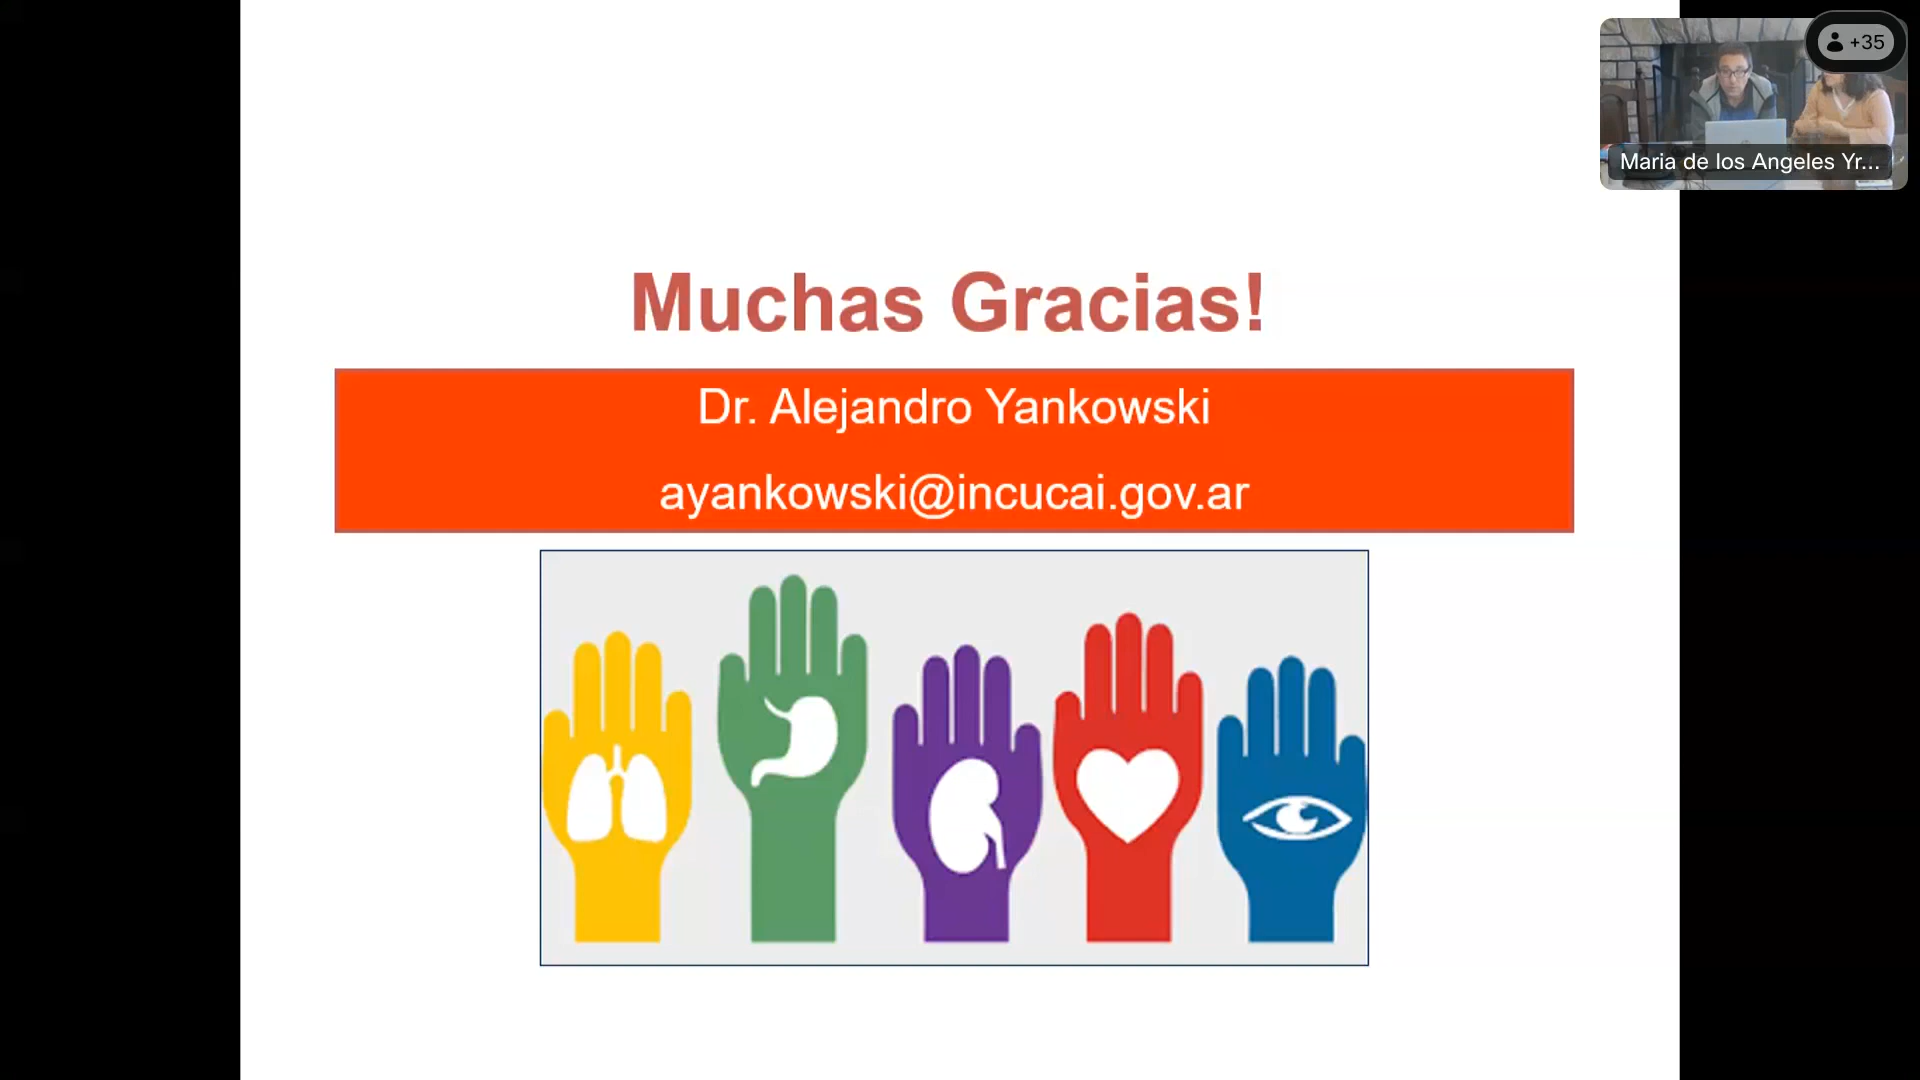 +35
Maria de los Angeles Yr...
Muchas Gracias!
Dr. Alejandro Yankowski
ayankowski@incucai.gov.ar